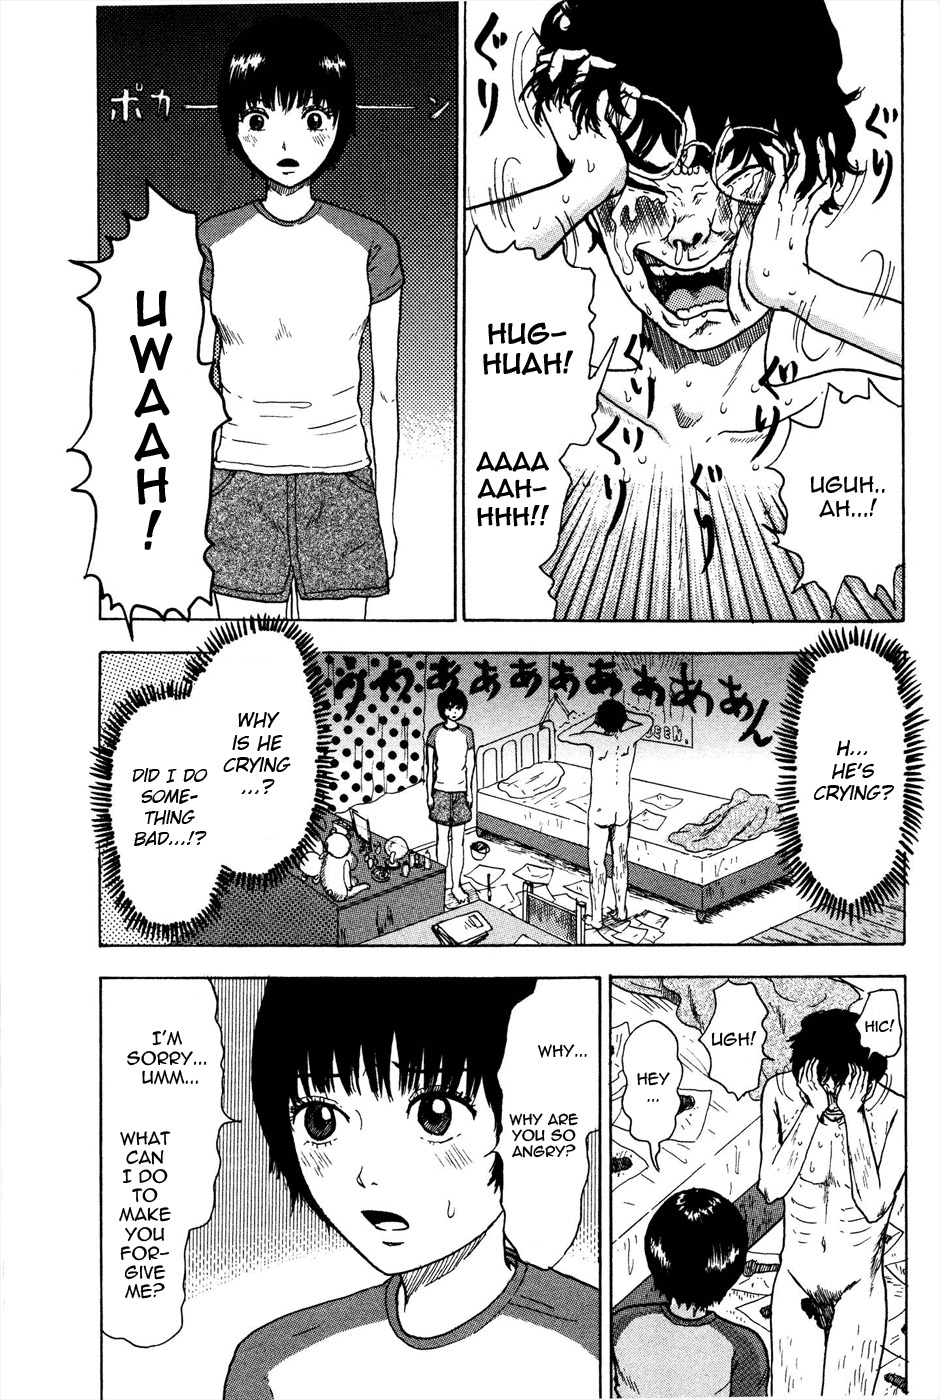 ぐり
ぐり
HUG-
HUAH!
AAAA
AAH-
HHH!!
UGUH..
AH...!
ぐり
ぐり
ぐり
ポカーーン
UWAAH!
H...
HE'S
CRYING?
うわぁあああああああん
EEN.
WHY
IS HE
CRYING
...?
DID I DO
SOME-
THING
BAD...!?
HIC!
UGH!
HEY
...
WHY...
WHY ARE
YOU SO
ANGRY?
I'M
SORRY...
UMM...
WHAT
CAN
I DO
TO
MAKE
YOU
FOR-
GIVE
ME?